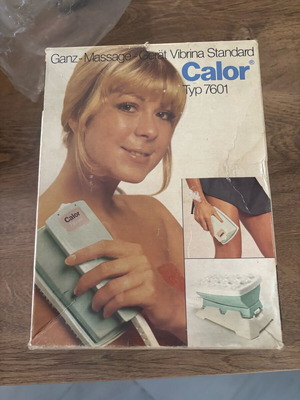 Ganz-Massage-Gerät Vibrina Standard
Calor®
Typ 7601
Calor